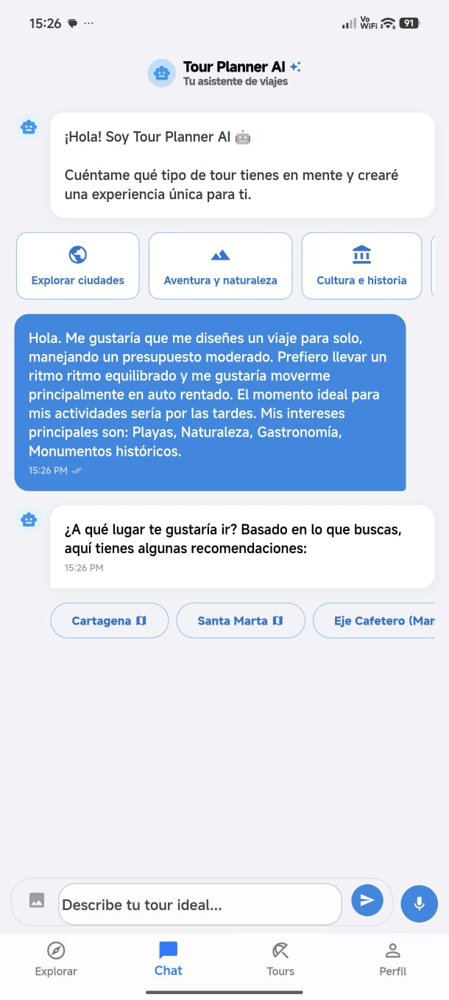 15:26
Vo
WiFi
6
91
Tour Planner AI
Tu asistente de viajes
¡Hola! Soy Tour Planner AI 🤖
Cuéntame qué tipo de tour tienes en mente y crearé
una experiencia única para ti.
Explorar ciudades
Aventura y naturaleza
Cultura e historia
Hola. Me gustaría que me diseñes un viaje para solo,
manejando un presupuesto moderado. Prefiero llevar un
ritmo ritmo equilibrado y me gustaría moverme
principalmente en auto rentado. El momento ideal para
mis actividades sería por las tardes. Mis intereses
principales son: Playas, Naturaleza, Gastronomía,
Monumentos históricos.
15:26 PM
¿A qué lugar te gustaría ir? Basado en lo que buscas,
aquí tienes algunas recomendaciones:
15:26 PM
Cartagena
Santa Marta
Eje Cafetero (Man
Describe tu tour ideal...
Explorar
Chat
Tours
Perfil